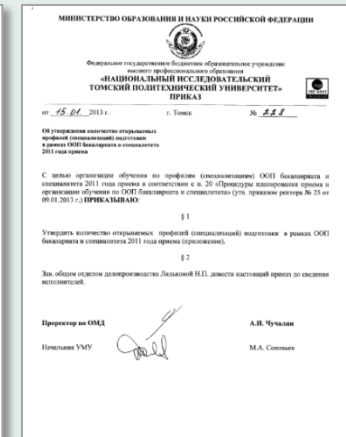 МИНИСТЕРСТВО ОБРАЗОВАНИЯ И НАУКИ РОССИЙСКОЙ ФЕДЕРАЦИИ
Федеральное государственное бюджетное образовательное учреждение
высшего профессионального образования
«НАЦИОНАЛЬНЫЙ ИССЛЕДОВАТЕЛЬСКИЙ
ТОМСКИЙ ПОЛИТЕХНИЧЕСКИЙ УНИВЕРСИТЕТ»
ПРИКАЗ
от 15.01. 2013 г. г. Томск № 228
Об утверждении количества открываемых
профилей (специализаций) подготовки
в рамках ООП бакалавриата и специалитета
2011 года приема
С целью организации обучения по профилям (специализациям) ООП бакалавриата и
специалитета 2011 года приема в соответствии с п. 20 «Процедуры планирования приема и
организации обучения по ООП бакалавриата и специалитета» (утв. приказом ректора № 25 от
09.01.2013 г.) ПРИКАЗЫВАЮ:
§ 1
Утвердить количество открываемых профилей (специализаций) подготовки в рамках ООП
бакалавриата и специалитета 2011 года приема (приложение).
§ 2
Зав. общим отделом делопроизводства Лильковой Н.П. довести настоящий приказ до сведения
исполнителей.
Проректор по ОМД А.И. Чучалин
Начальник УМУ М.А. Соловьев